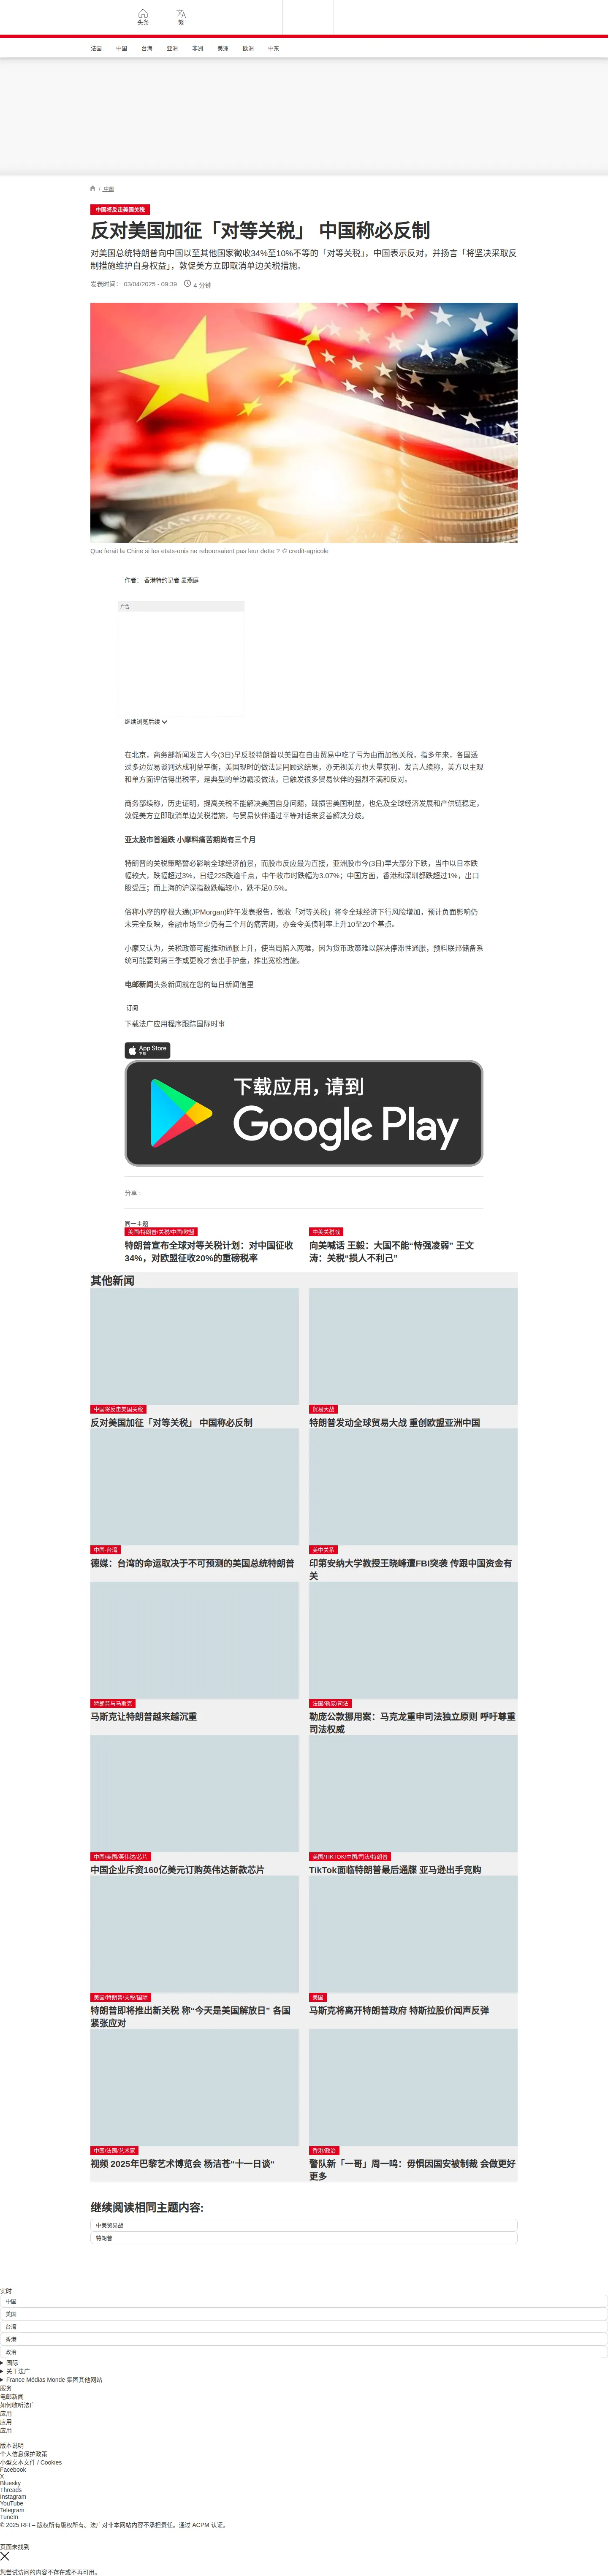 头条
繁
法国
中国
台海
亚洲
非洲
美洲
欧洲
中东
/ 中国
中国将反击美国关税
反对美国加征「对等关税」 中国称必反制
对美国总统特朗普向中国以至其他国家徵收34%至10%不等的「对等关税」，中国表示反对，并扬言「将坚决采取反
制措施维护自身权益」，敦促美方立即取消单边关税措施。
发表时间： 03/04/2025 - 09:39 4 分钟
Que ferait la Chine si les etats-unis ne reboursaient pas leur dette ? © credit-agricole
作者： 香港特约记者 麦燕庭
广告
继续浏览后续
在北京，商务部新闻发言人今(3日)早反驳特朗普以美国在自由贸易中吃了亏为由而加徵关税，指多年来，各国透
过多边贸易谈判达成利益平衡，美国现时的做法是罔顾这结果，亦无视美方也大量获利。发言人续称，美方以主观
和单方面评估得出税率，是典型的单边霸凌做法，已触发很多贸易伙伴的强烈不满和反对。
商务部续称，历史证明，提高关税不能解决美国自身问题，既损害美国利益，也危及全球经济发展和产供链稳定，
敦促美方立即取消单边关税措施，与贸易伙伴通过平等对话来妥善解决分歧。
亚太股市普遍跌 小摩料痛苦期尚有三个月
特朗普的关税策略誓必影响全球经济前景，而股市反应最为直接，亚洲股市今(3日)早大部分下跌，当中以日本跌
幅较大，跌幅超过3%，日经225跌逾千点，中午收市时跌幅为3.07%；中国方面，香港和深圳都跌超过1%，出口
股受压；而上海的沪深指数跌幅较小，跌不足0.5%。
俗称小摩的摩根大通(JPMorgan)昨午发表报告，徵收「对等关税」将令全球经济下行风险增加，预计负面影响仍
未完全反映，金融市场至少仍有三个月的痛苦期，亦会令美债利率上升10至20个基点。
小摩又认为，关税政策可能推动通胀上升，使当局陷入两难，因为货币政策难以解决停滞性通胀，预料联邦储备系
统可能要到第三季或更晚才会出手护盘，推出宽松措施。
电邮新闻头条新闻就在您的每日新闻信里
订阅
下载法广应用程序跟踪国际时事
App Store
下载
下载应用，请到
Google Play
分享 :
同一主题
美国/特朗普/关税/中国/欧盟
特朗普宣布全球对等关税计划：对中国征收
34%，对欧盟征收20%的重磅税率
中美关税战
向美喊话 王毅：大国不能“恃强凌弱” 王文
涛：关税“损人不利己”
其他新闻
中国将反击美国关税
反对美国加征「对等关税」 中国称必反制
贸易大战
特朗普发动全球贸易大战 重创欧盟亚洲中国
中国-台湾
德媒：台湾的命运取决于不可预测的美国总统特朗普
美中关系
印第安纳大学教授王晓峰遭FBI突袭 传跟中国资金有
关
特朗普与马斯克
马斯克让特朗普越来越沉重
法国/勒庞/司法
勒庞公款挪用案：马克龙重申司法独立原则 呼吁尊重
司法权威
中国/美国/英伟达/芯片
中国企业斥资160亿美元订购英伟达新款芯片
美国/TIKTOK/中国/司法/特朗普
TikTok面临特朗普最后通牒 亚马逊出手竞购
美国/特朗普/关税/国际
特朗普即将推出新关税 称“今天是美国解放日” 各国
紧张应对
美国
马斯克将离开特朗普政府 特斯拉股价闻声反弹
中国/法国/艺术家
视频 2025年巴黎艺术博览会 杨洁苍"十一日谈"
香港/政治
警队新「一哥」周一鸣：毋惧因国安被制裁 会做更好
更多
继续阅读相同主题内容:
中美贸易战
特朗普
实时
中国
美国
台湾
香港
政治
国际
关于法广
France Médias Monde 集团其他网站
服务
电邮新闻
如何收听法广
应用
应用
应用
版本说明
个人信息保护政策
小型文本文件 / Cookies
Facebook
X
Bluesky
Threads
Instagram
YouTube
Telegram
TuneIn
© 2025 RFI – 版权所有版权所有。法广对非本网站内容不承担责任。通过 ACPM 认证。
页面未找到
您尝试访问的内容不存在或不再可用。